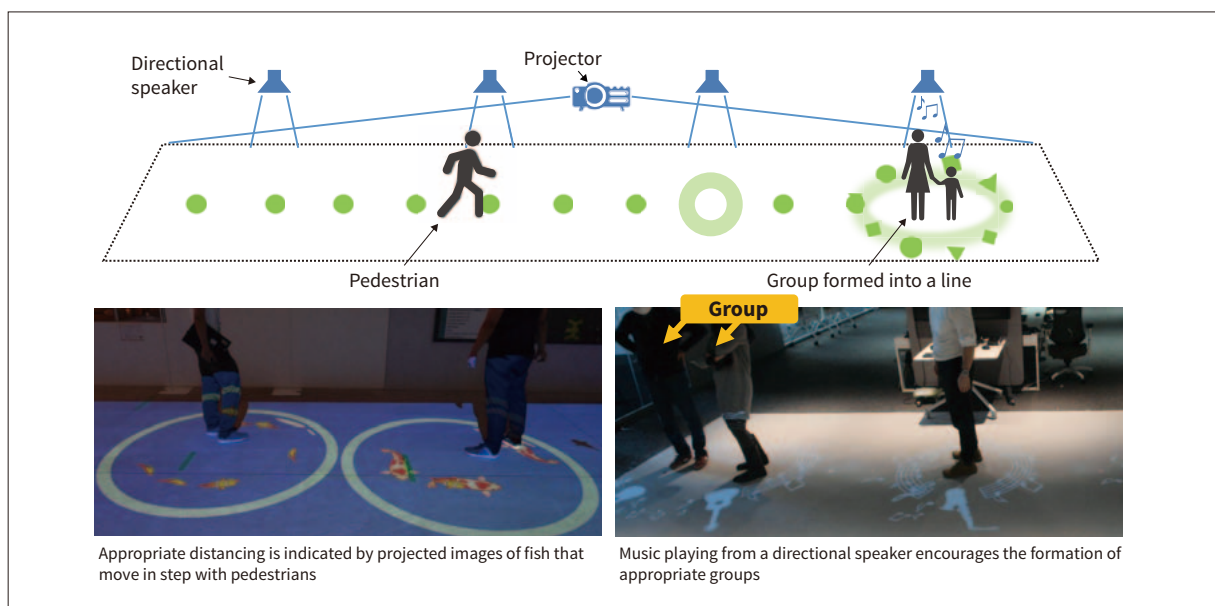 Directional
speaker
Projector
Pedestrian
Group formed into a line
Group
Appropriate distancing is indicated by projected images of fish that
move in step with pedestrians
Music playing from a directional speaker encourages the formation of
appropriate groups